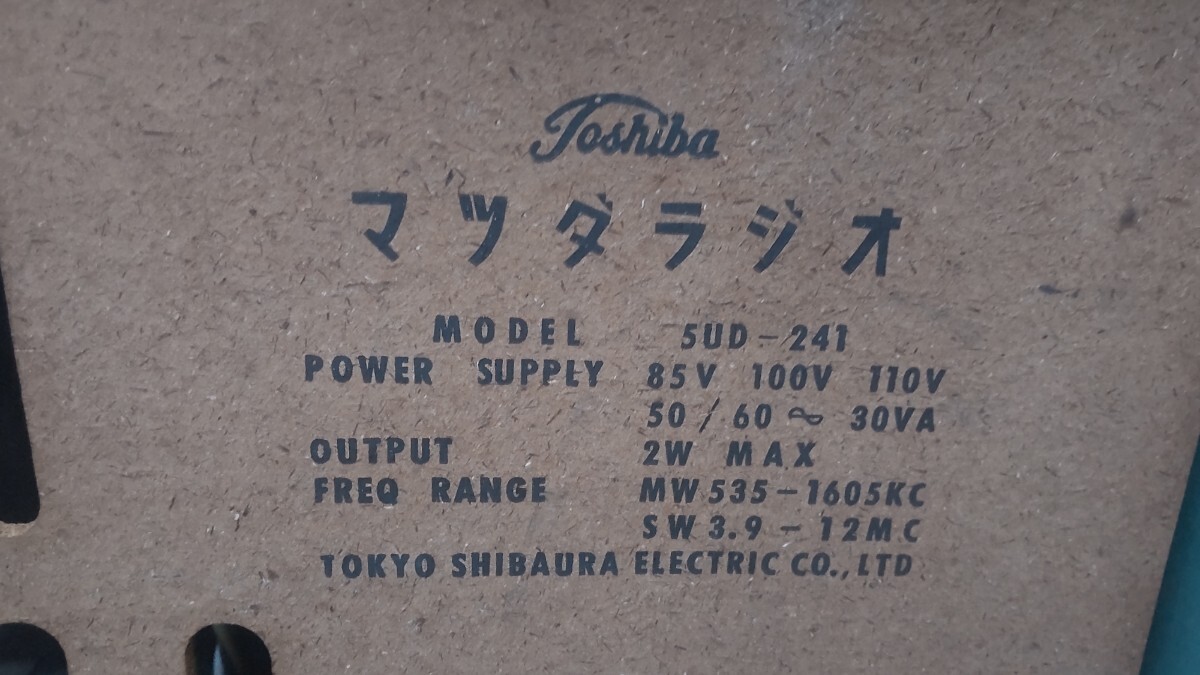 Toshiba
マツダラジオ
MODEL 5UD-241
POWER SUPPLY 85V 100V 110V
50/60 ~ 30VA
OUTPUT 2W MAX
FREQ RANGE MW 535-1605KC
SW 3.9-12MC
TOKYO SHIBAURA ELECTRIC CO., LTD